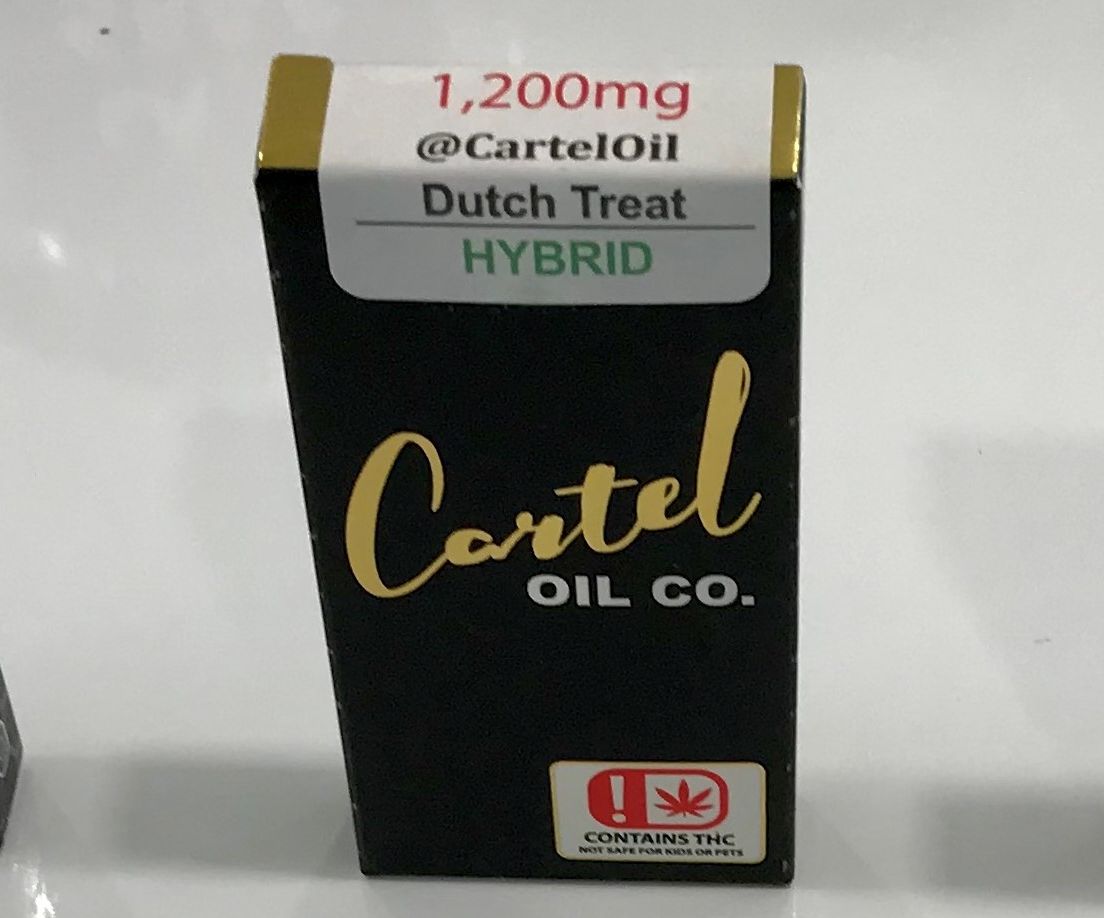 1,200mg
@CartelOil
Dutch Treat
HYBRID
Cartel
OIL CO.
!
CONTAINS THC
NOT SAFE FOR KIDS OR PETS